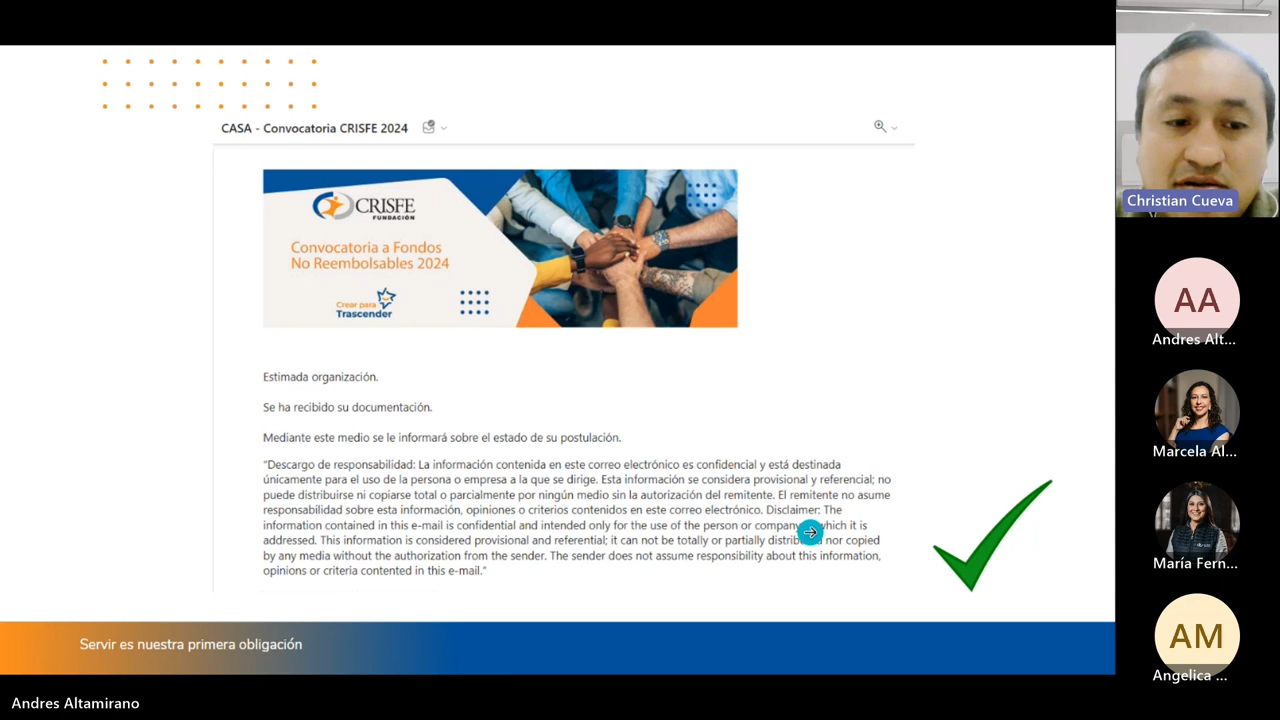 CASA - Convocatoria CRISFE 2024
CRISFE
FUNDACIÓN
Convocatoria a Fondos
No Reembolsables 2024
Crear para
Trascender
Estimada organización.
Se ha recibido su documentación.
Mediante este medio se le informará sobre el estado de su postulación.
"Descargo de responsabilidad: La información contenida en este correo electrónico es confidencial y está destinada
únicamente para el uso de la persona o empresa a la que se dirige. Esta información se considera provisional y referencial; no
puede distribuirse ni copiarse total o parcialmente por ningún medio sin la autorización del remitente. El remitente no asume
responsabilidad sobre esta información, opiniones o criterios contenidos en este correo electrónico. Disclaimer: The
information contained in this e-mail is confidential and intended only for the use of the person or company which it is
addressed. This information is considered provisional and referential; it can not be totally or partially nor copied
by any media without the authorization from the sender. The sender does not assume responsibility about this information,
opinions or criteria contented in this e-mail."
Servir es nuestra primera obligación
Christian Cueva
AA
Andres Alt...
Marcela Al...
María Fern...
AM
Angelica ...
Andres Altamirano